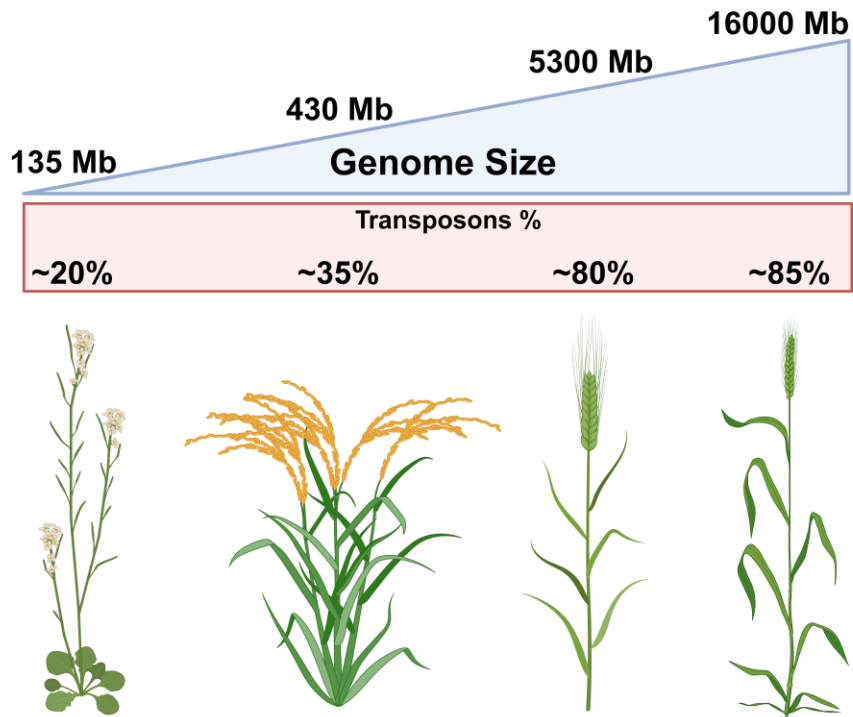 16000 Mb
5300 Mb
430 Mb
135 Mb
Genome Size
Transposons %
~20% ~35% ~80% ~85%